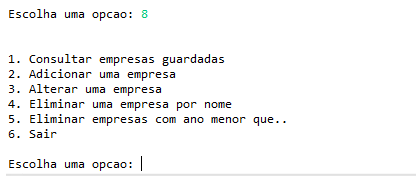 Escolha uma opcao: 8
1. Consultar empresas guardadas
2. Adicionar uma empresa
3. Alterar uma empresa
4. Eliminar uma empresa por nome
5. Eliminar empresas com ano menor que..
6. Sair
Escolha uma opcao: